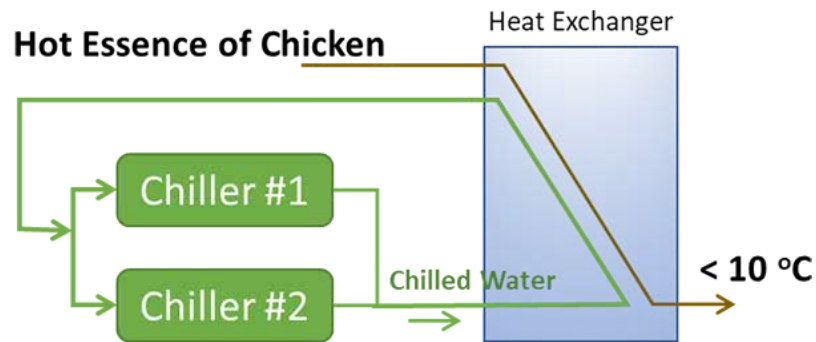 Heat Exchanger
Hot Essence of Chicken
Chiller #1
Chilled Water
< 10 °C
Chiller #2